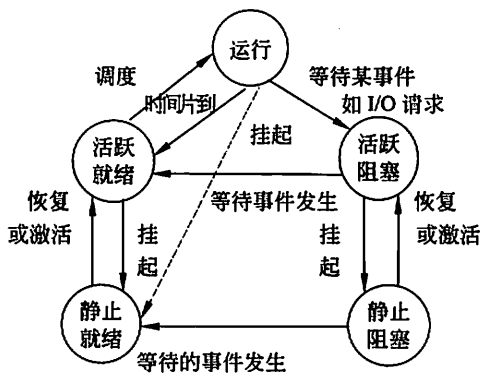 运行
调度
等待某事件
如 I/O 请求
时间片到
挂起
活跃
就绪
活跃
阻塞
等待事件发生
恢复
或激活
挂
起
挂
起
恢复
或激活
静止
就绪
静止
阻塞
等待的事件发生